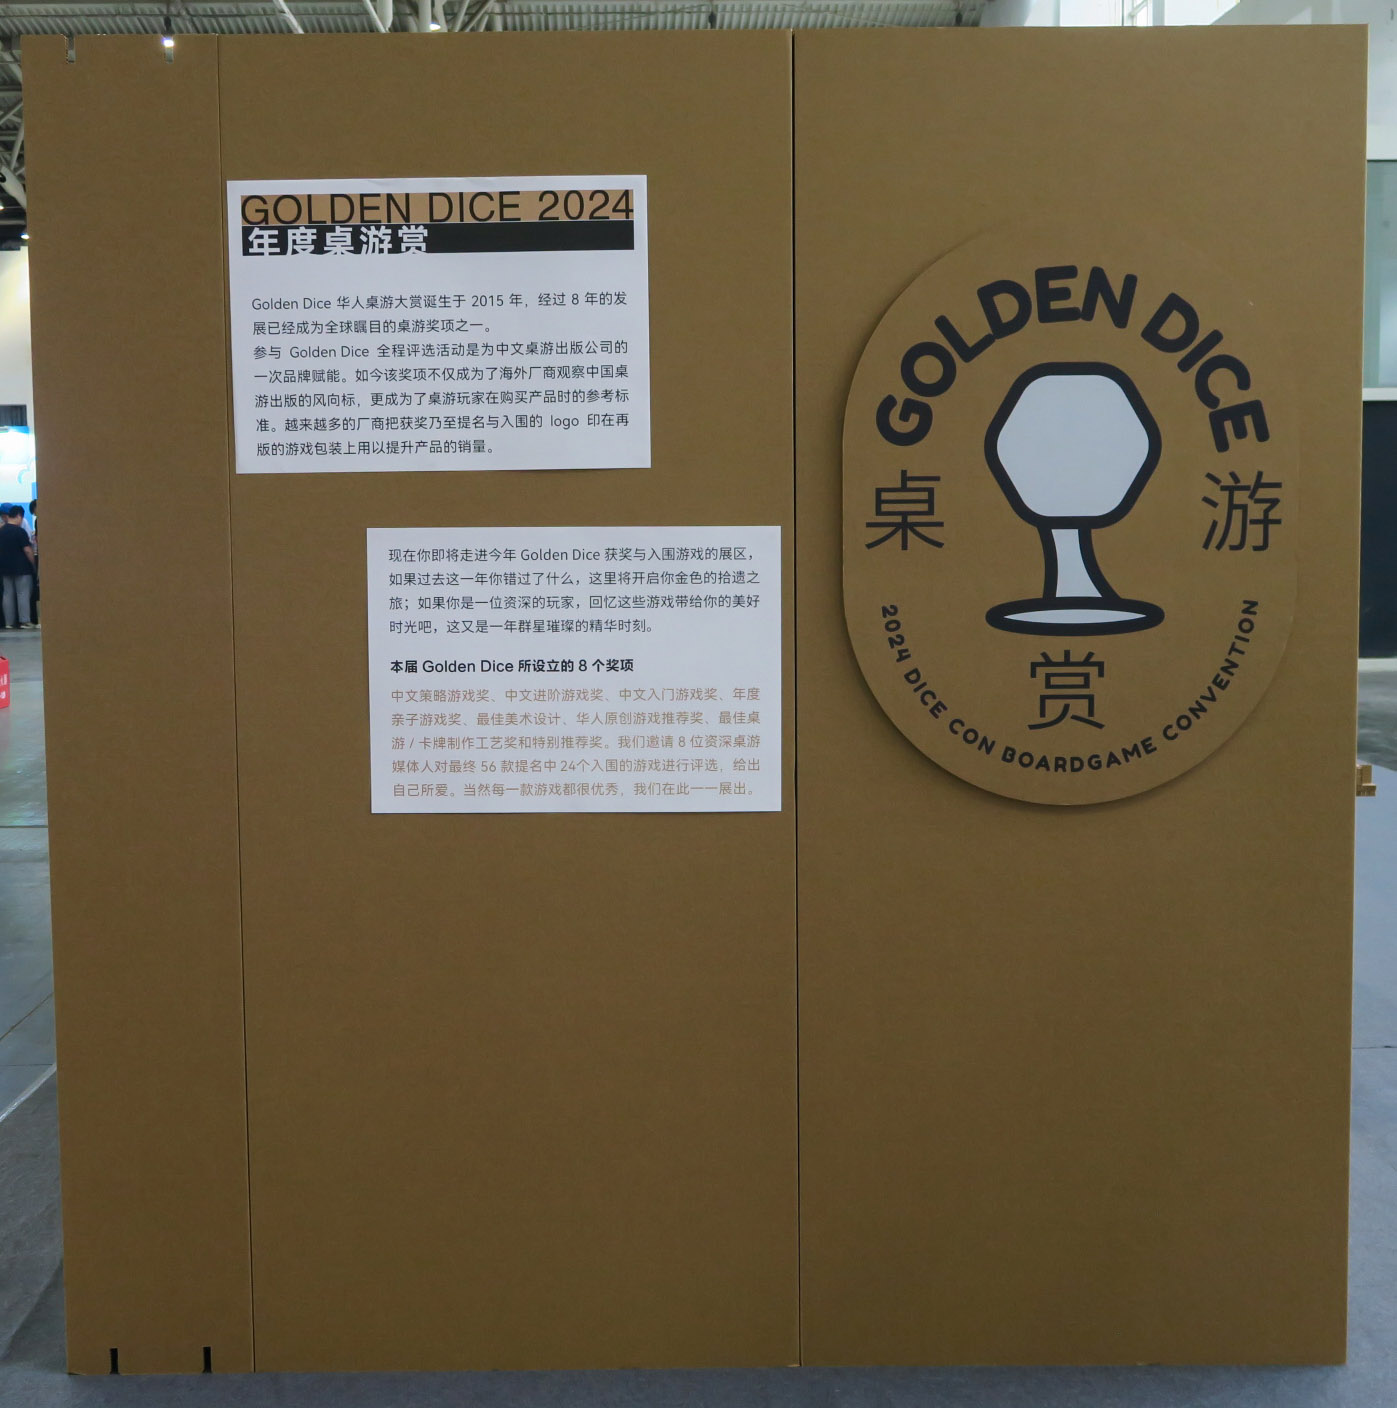 GOLDEN DICE 2024
年度桌游赏
Golden Dice 华人桌游大赏诞生于 2015 年，经过 8 年的发
展已经成为全球瞩目的桌游奖项之一。
参与 Golden Dice 全程评选活动是为中文桌游出版公司的
一次品牌赋能。如今该奖项不仅成为了海外厂商观察中国桌
游出版的风向标，更成为了桌游玩家在购买产品时的参考标
准。越来越多的厂商把获奖乃至提名与入围的 logo 印在再
版的游戏包装上用以提升产品的销量。
现在你即将走进今年 Golden Dice 获奖与入围游戏的展区，
如果过去这一年你错过了什么，这里将开启你金色的拾遗之
旅；如果你是一位资深的玩家，回忆这些游戏带给你的美好
时光吧，这又是一年群星璀璨的精华时刻。
本届 Golden Dice 所设立的 8 个奖项
中文策略游戏奖、中文进阶游戏奖、中文入门游戏奖、年度
亲子游戏奖、最佳美术设计、华人原创游戏推荐奖、最佳桌
游 / 卡牌制作工艺奖和特别推荐奖。我们邀请 8 位资深桌游
媒体人对最终 56 款提名中 24个入围的游戏进行评选，给出
自己所爱。当然每一款游戏都很优秀，我们在此一一展出。
GOLDEN DICE
桌 游
赏
2024 DICE CON BOARDGAME CONVENTION